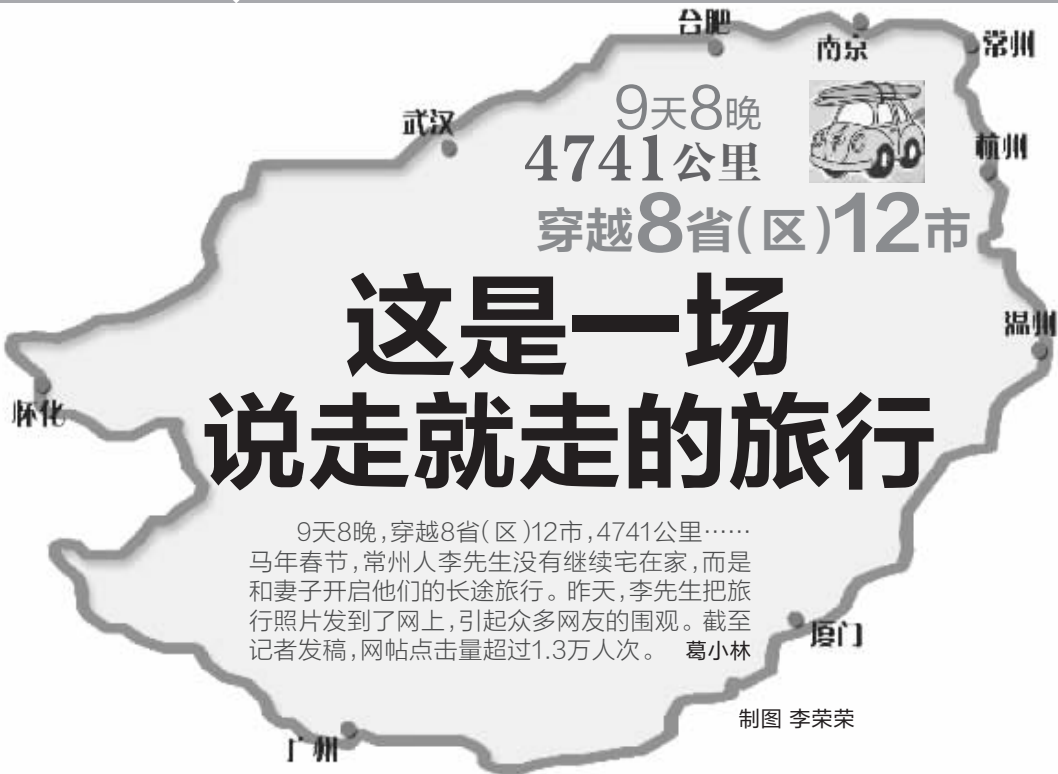 合肥
南京
常州
武汉
杭州
9天8晚
4741公里
穿越8省(区)12市
这是一场
说走就走的旅行
温州
怀化
9天8晚,穿越8省(区)12市,4741公里……
马年春节,常州人李先生没有继续宅在家,而是
和妻子开启他们的长途旅行。昨天,李先生把旅
行照片发到了网上,引起众多网友的围观。截至
记者发稿,网帖点击量超过1.3万人次。 葛小林
厦门
制图 李荣荣
广州